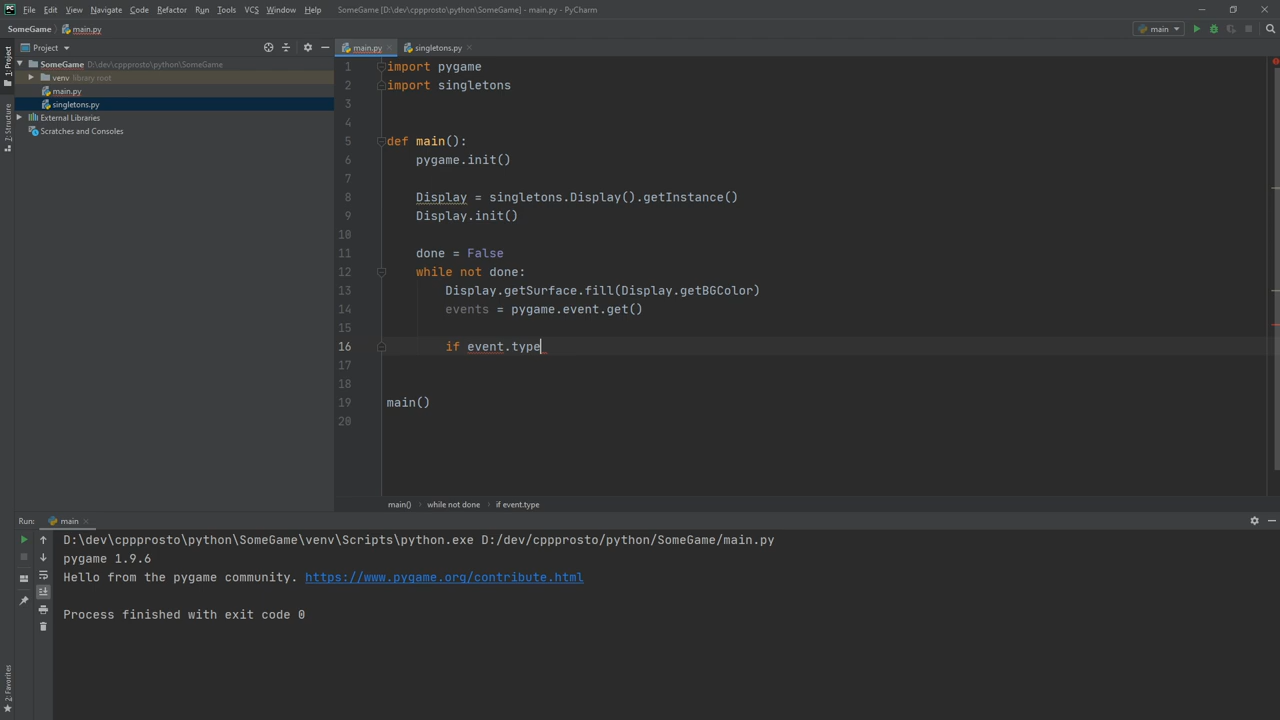 PC File Edit View Navigate Code Refactor Run Tools VCS Window Help SomeGame [D:\dev\cppprosto\python\SomeGame] - main.py - PyCharm
SomeGame main.py main
1: Project
Project
SomeGame D:\dev\cppprosto\python\SomeGame
venv library root
main.py
singletons.py
External Libraries
Scratches and Consoles
7: Structure
2: Favorites
main.py singletons.py
1 import pygame
2 import singletons
3
4
5 def main():
6 pygame.init()
7
8 Display = singletons.Display().getInstance()
9 Display.init()
10
11 done = False
12 while not done:
13 Display.getSurface.fill(Display.getBGColor)
14 events = pygame.event.get()
15
16 if event.type
17
18
19 main()
20
main() while not done if event.type
Run: main
D:\dev\cppprosto\python\SomeGame\venv\Scripts\python.exe D:/dev/cppprosto/python/SomeGame/main.py
pygame 1.9.6
Hello from the pygame community. https://www.pygame.org/contribute.html
Process finished with exit code 0